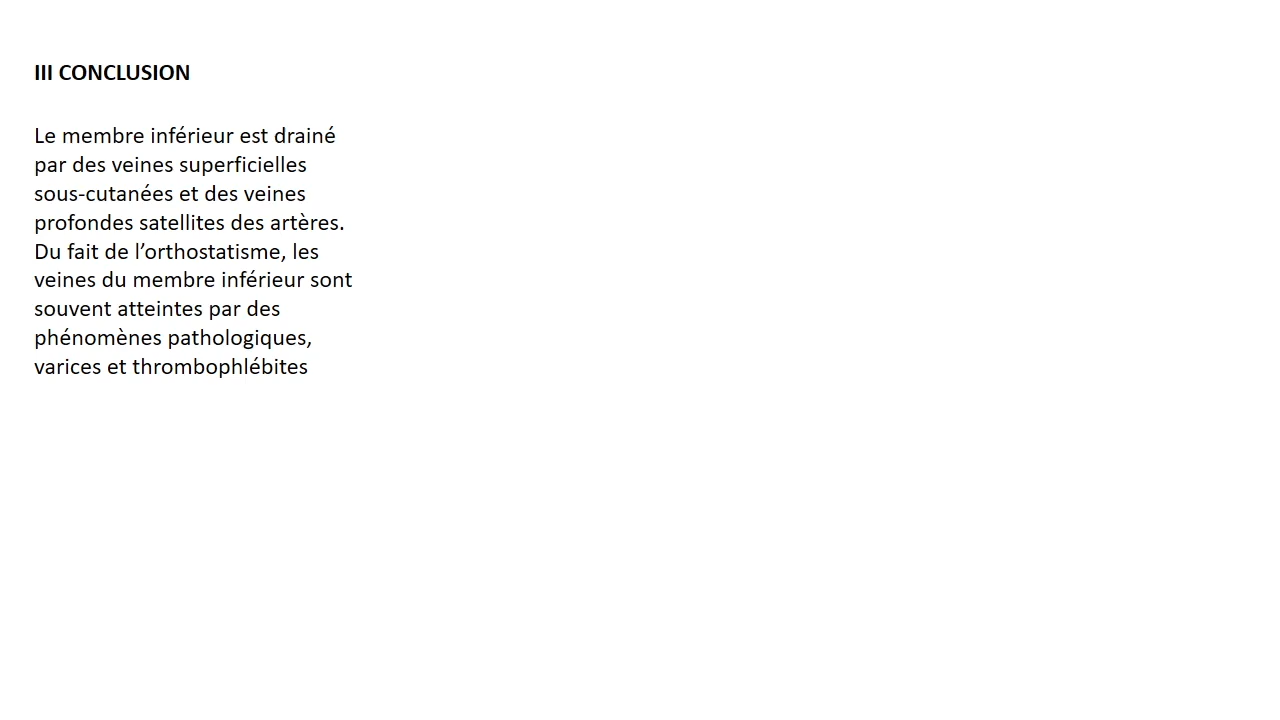 III CONCLUSION
Le membre inférieur est drainé
par des veines superficielles
sous-cutanées et des veines
profondes satellites des artères.
Du fait de l’orthostatisme, les
veines du membre inférieur sont
souvent atteintes par des
phénomènes pathologiques,
varices et thrombophlébites